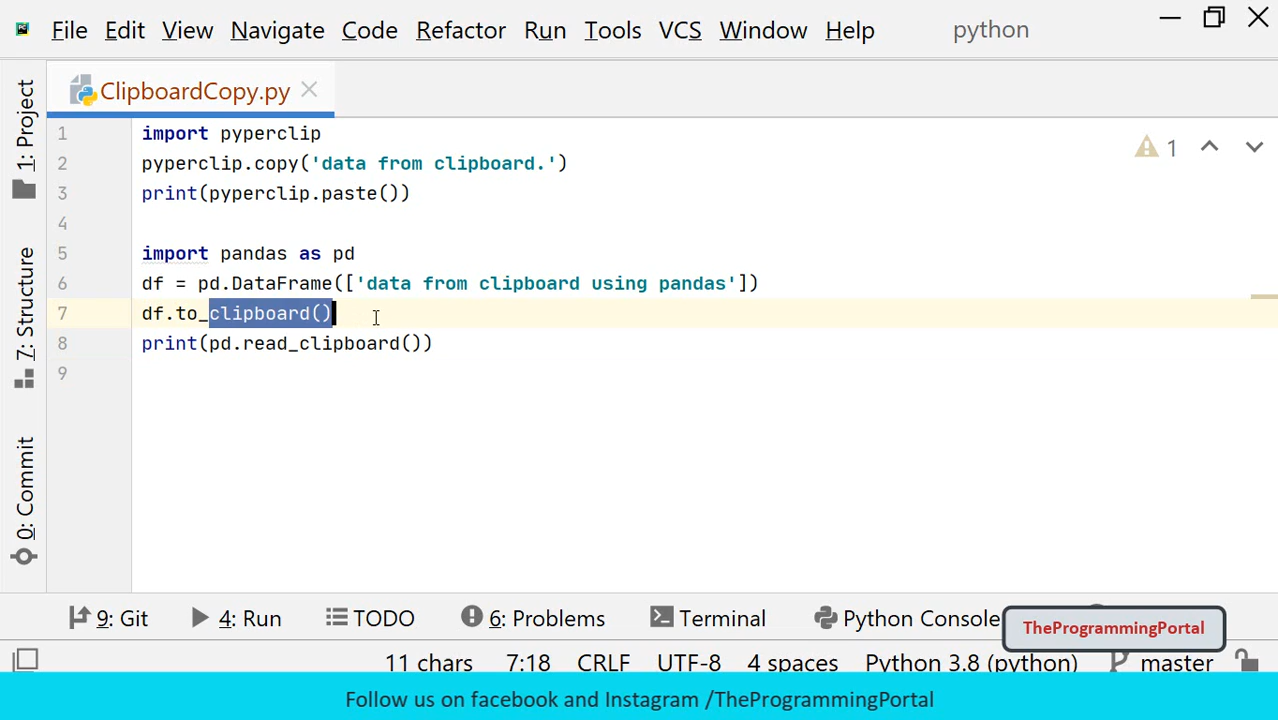 File Edit View Navigate Code Refactor Run Tools VCS Window Help python
ClipboardCopy.py
1: Project
7: Structure
0: Commit
1 import pyperclip
2 pyperclip.copy('data from clipboard.')
3 print(pyperclip.paste())
4
5 import pandas as pd
6 df = pd.DataFrame(['data from clipboard using pandas'])
7 df.to_clipboard()
8 print(pd.read_clipboard())
9
1
9: Git 4: Run TODO 6: Problems Terminal Python Console
TheProgrammingPortal
11 chars 7:18 CRLF UTF-8 4 spaces Python 3.8 (python) master
Follow us on facebook and Instagram /TheProgrammingPortal